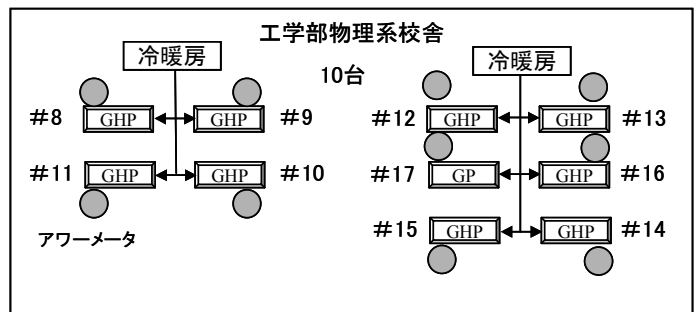 工学部物理系校舎
冷暖房
10台
冷暖房
#8 GHP GHP #9
#12 GHP GHP #13
#11 GHP GHP #10
#17 GP GHP #16
アワーメータ
#15 GHP GHP #14